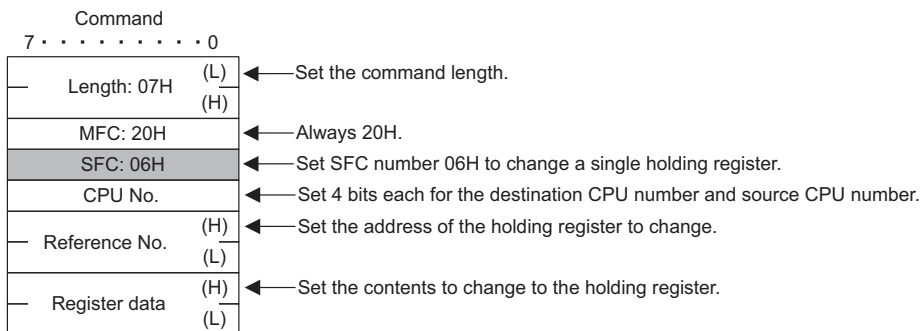 Command
7 · · · · · · · · · 0
Length: 07H (L) Set the command length.
(H)
MFC: 20H Always 20H.
SFC: 06H Set SFC number 06H to change a single holding register.
CPU No. Set 4 bits each for the destination CPU number and source CPU number.
Reference No. (H) Set the address of the holding register to change.
(L)
Register data (H) Set the contents to change to the holding register.
(L)